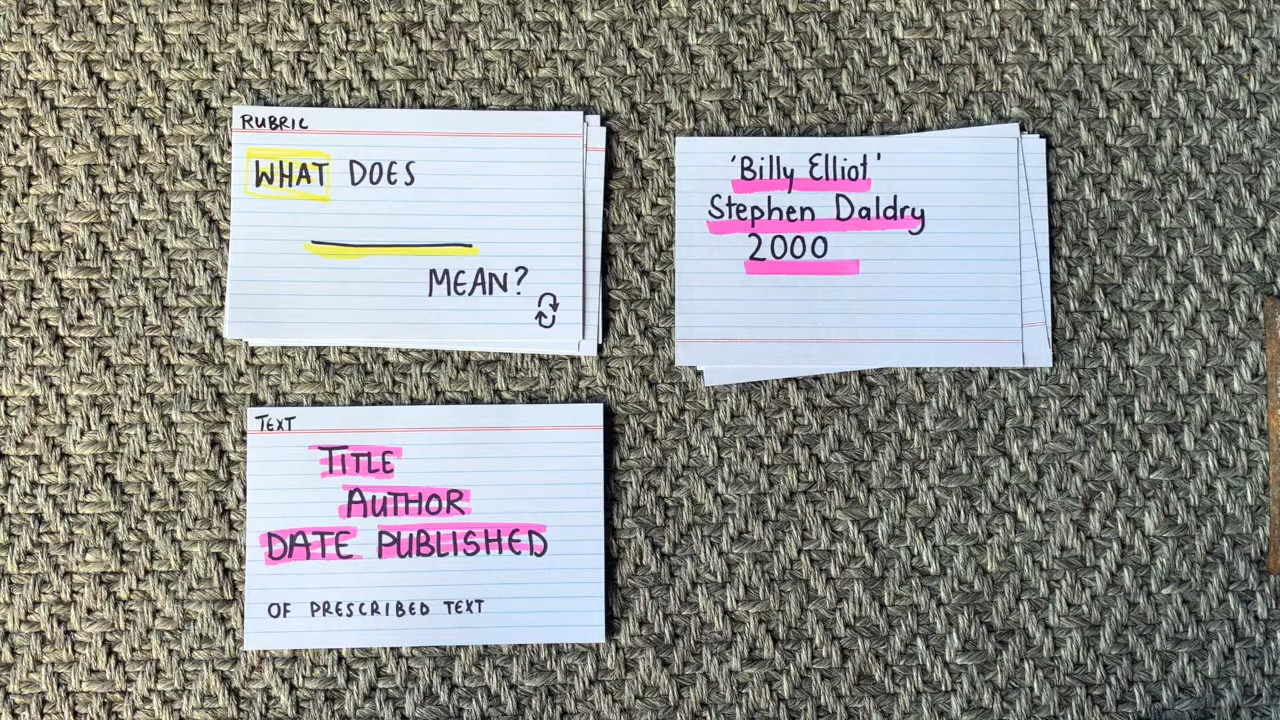 RUBRIC
WHAT DOES
MEAN?
'Billy Elliot'
Stephen Daldry
2000
TEXT
TITLE
AUTHOR
DATE PUBLISHED
OF PRESCRIBED TEXT